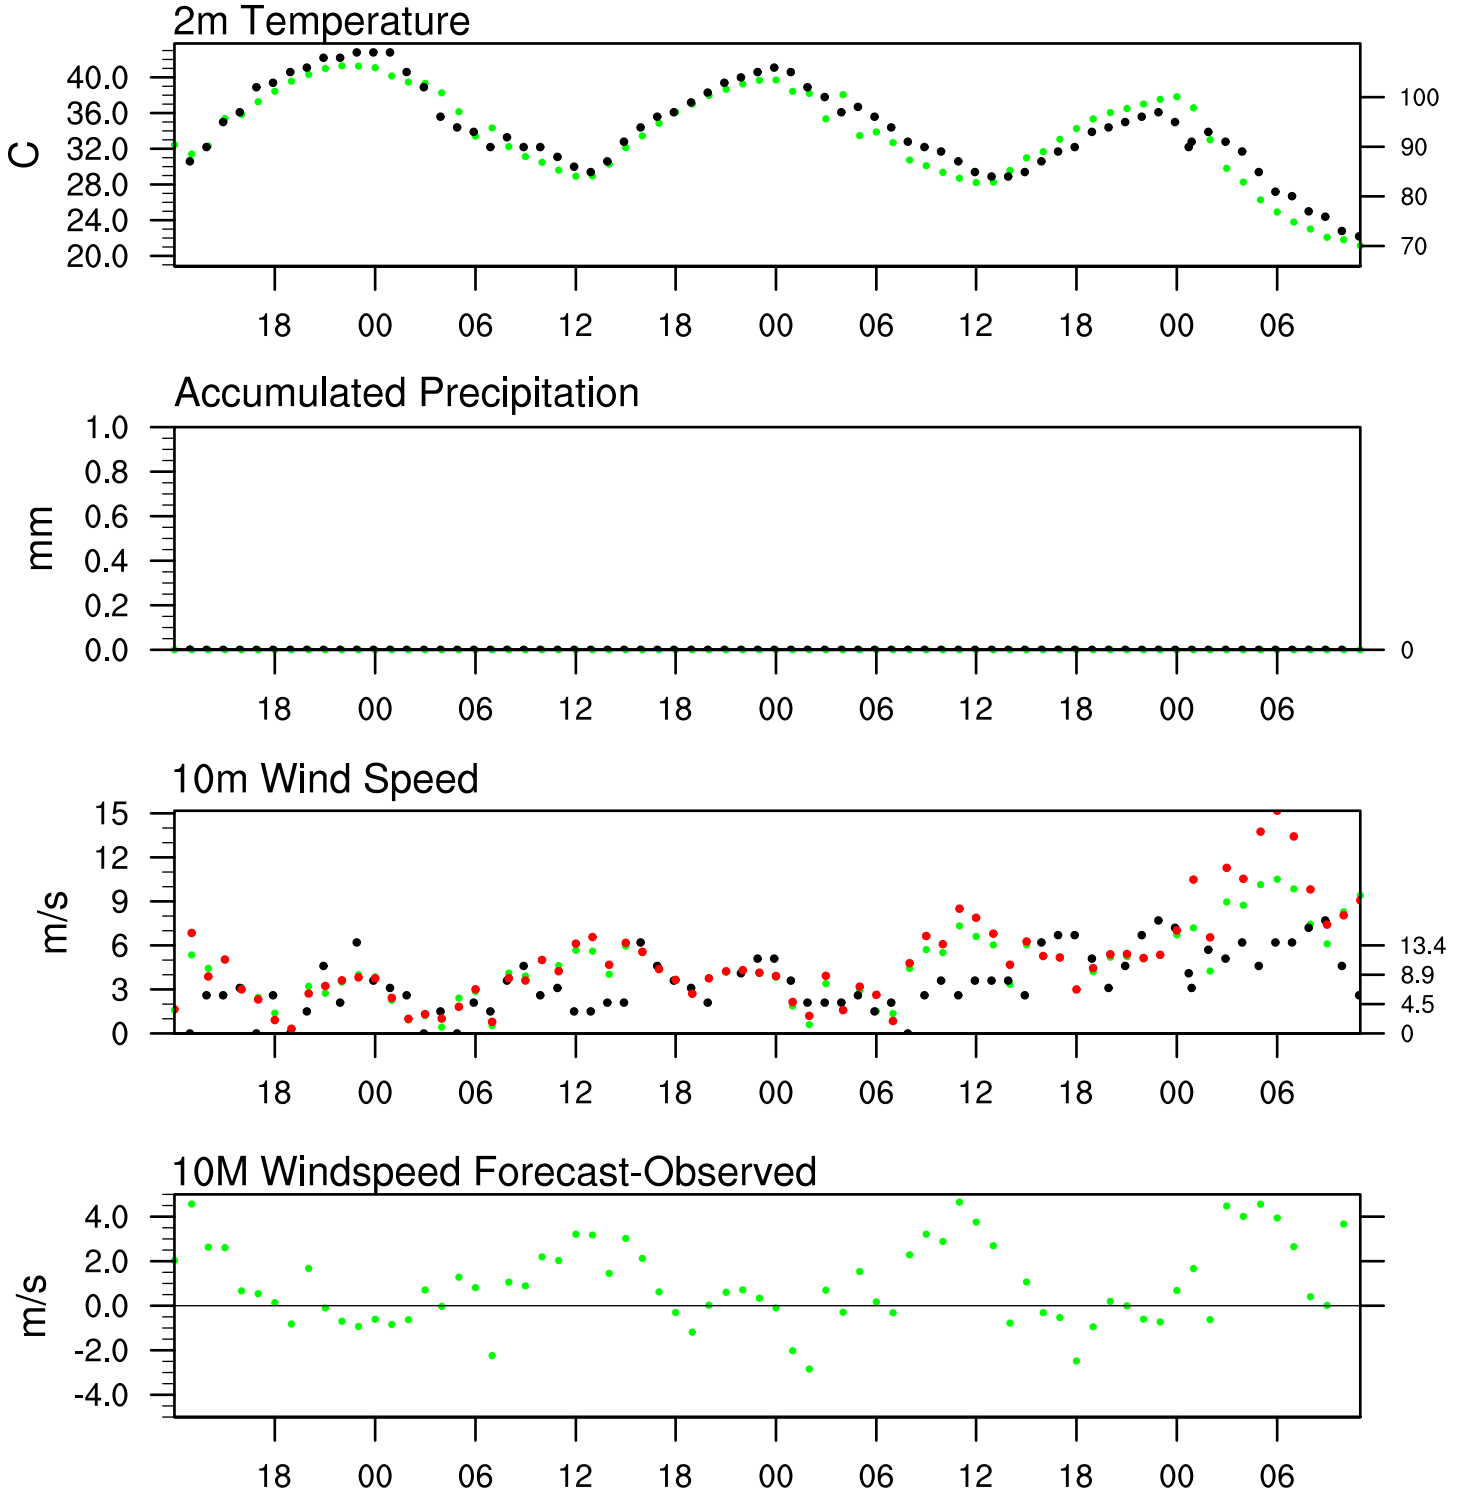 2m Temperature
C
40.0
36.0
32.0
28.0
24.0
20.0
100
90
80
70
18 00 06 12 18 00 06 12 18 00 06
Accumulated Precipitation
mm
1.0
0.8
0.6
0.4
0.2
0.0
0
18 00 06 12 18 00 06 12 18 00 06
10m Wind Speed
m/s
15
12
9
6
3
0
13.4
8.9
4.5
0
18 00 06 12 18 00 06 12 18 00 06
10M Windspeed Forecast-Observed
m/s
4.0
2.0
0.0
-2.0
-4.0
18 00 06 12 18 00 06 12 18 00 06